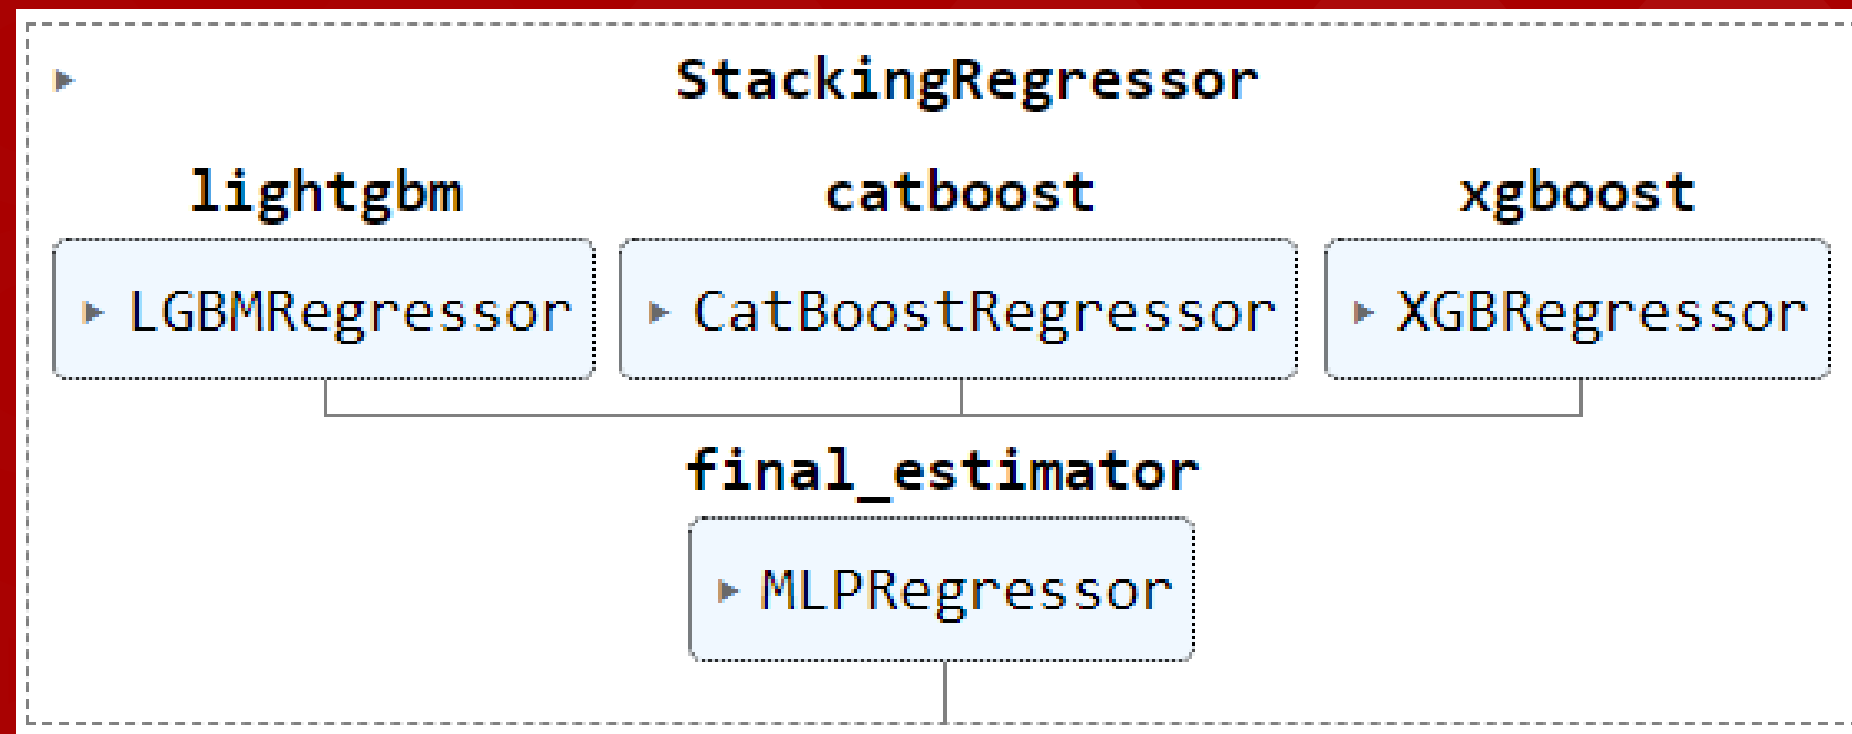 StackingRegressor
lightgbm catboost xgboost
LGBMRegressor CatBoostRegressor XGBRegressor
final_estimator
MLPRegressor